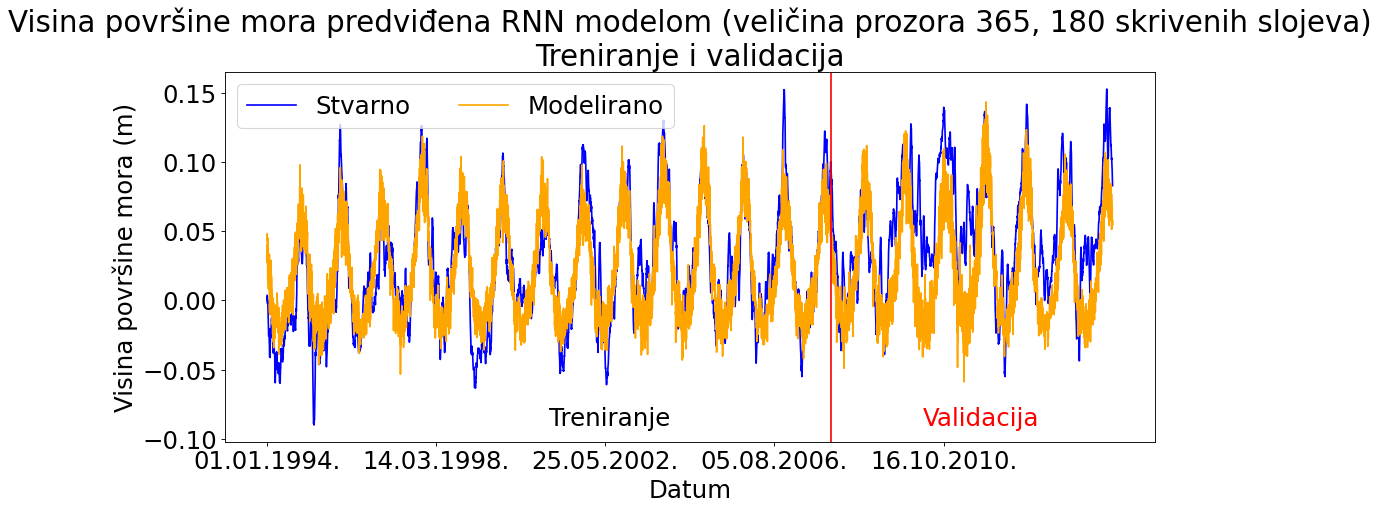 Visina površine mora predviđena RNN modelom (veličina prozora 365, 180 skrivenih slojeva)
Treniranje i validacija
Stvarno Modelirano
Visina površine mora (m)
0.15
0.10
0.05
0.00
−0.05
−0.10
Treniranje Validacija
01.01.1994. 14.03.1998. 25.05.2002. 05.08.2006. 16.10.2010.
Datum